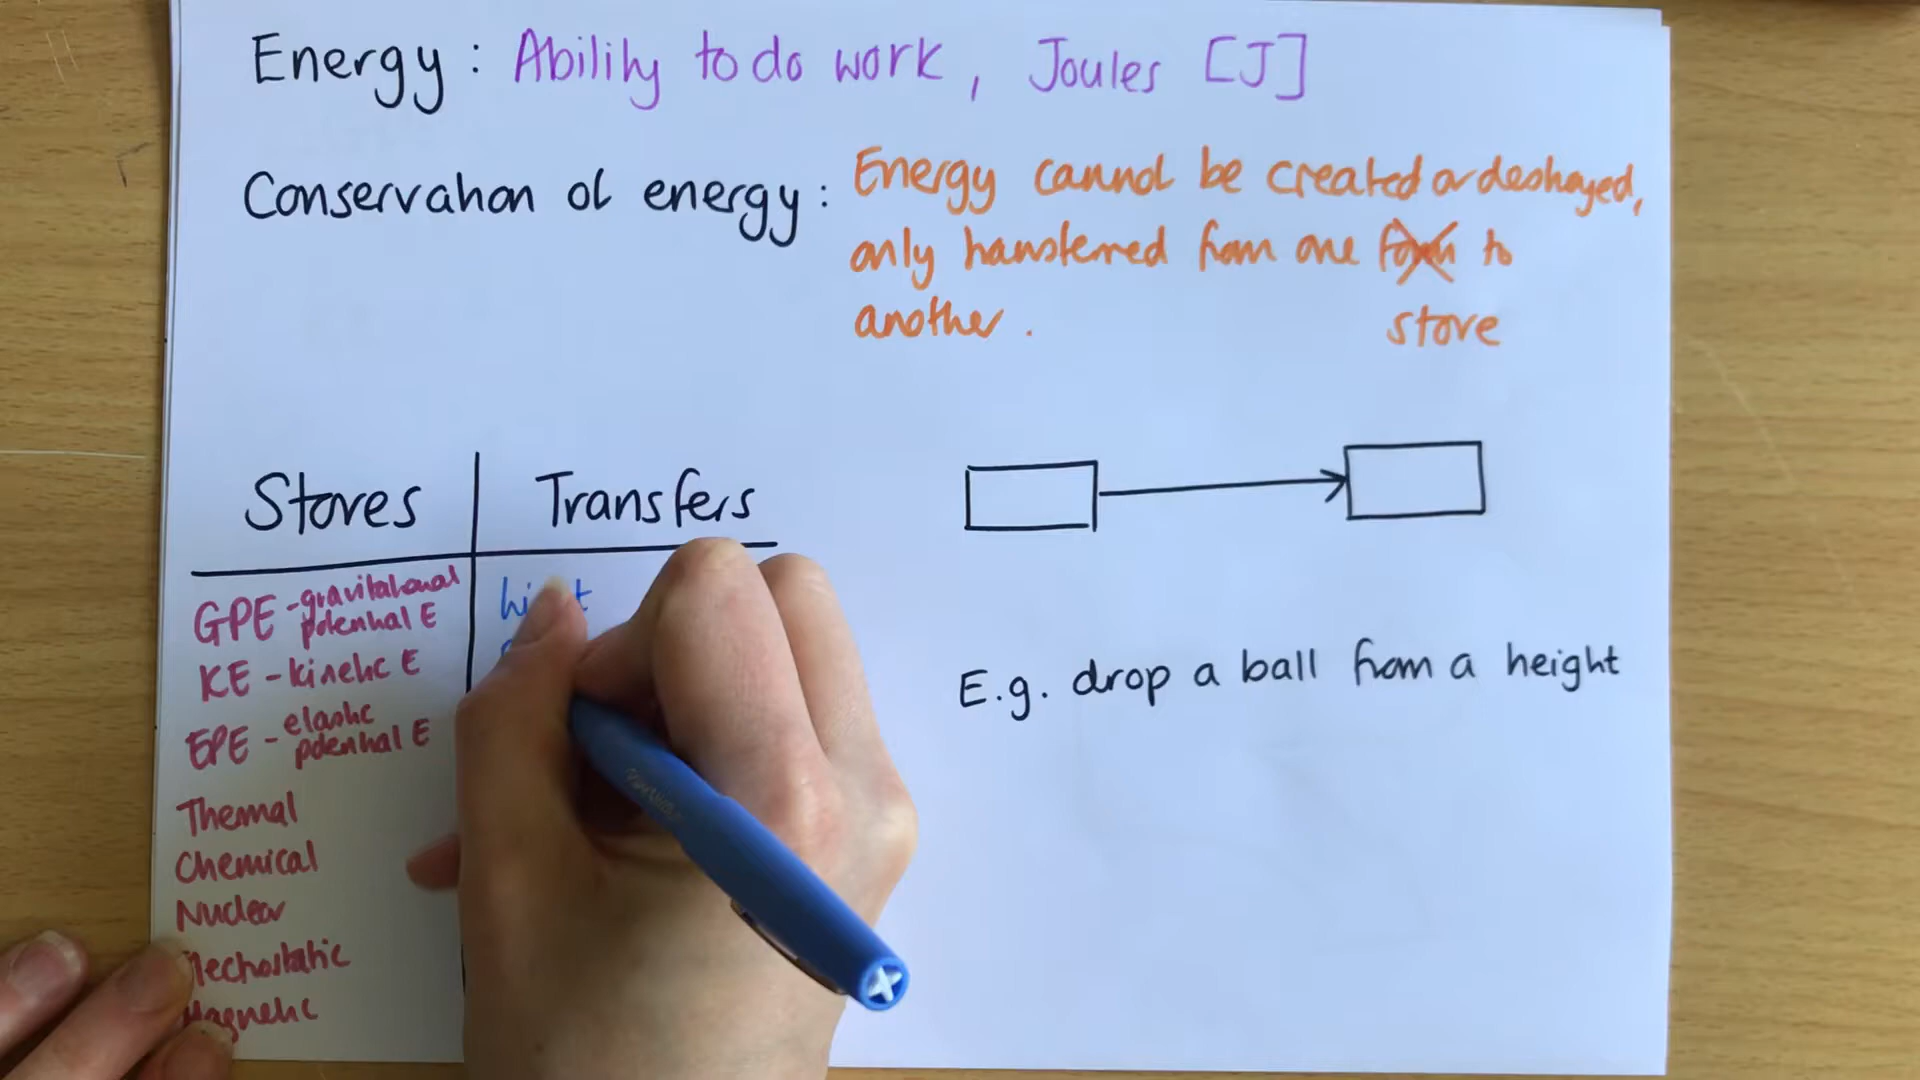 Energy: Ability to do work, Joules [J]
Conservation of energy: Energy cannot be created or destroyed,
only transferred from one form to
another. store
Stores Transfers
GPE - gravitational
potential E
KE - kinetic E
EPE - elastic
potential E
Thermal
Chemical
Nuclear
Electrostatic
Magnetic
E.g. drop a ball from a height